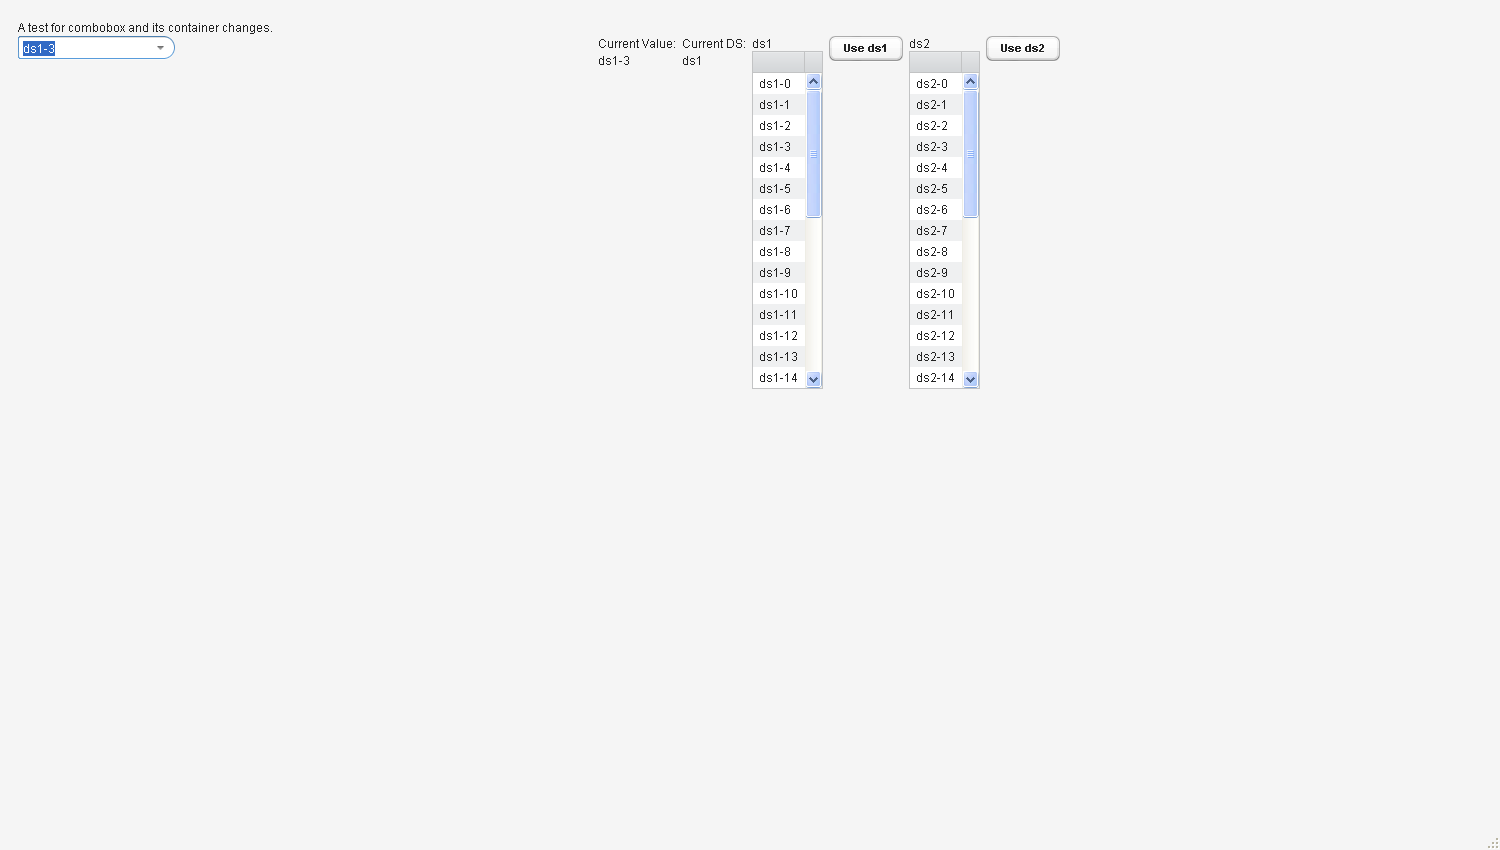 A test for combobox and its container changes.
ds1-3
Current Value:
ds1-3
Current DS:
ds1
ds1
ds1-0
ds1-1
ds1-2
ds1-3
ds1-4
ds1-5
ds1-6
ds1-7
ds1-8
ds1-9
ds1-10
ds1-11
ds1-12
ds1-13
ds1-14
Use ds1
ds2
ds2-0
ds2-1
ds2-2
ds2-3
ds2-4
ds2-5
ds2-6
ds2-7
ds2-8
ds2-9
ds2-10
ds2-11
ds2-12
ds2-13
ds2-14
Use ds2